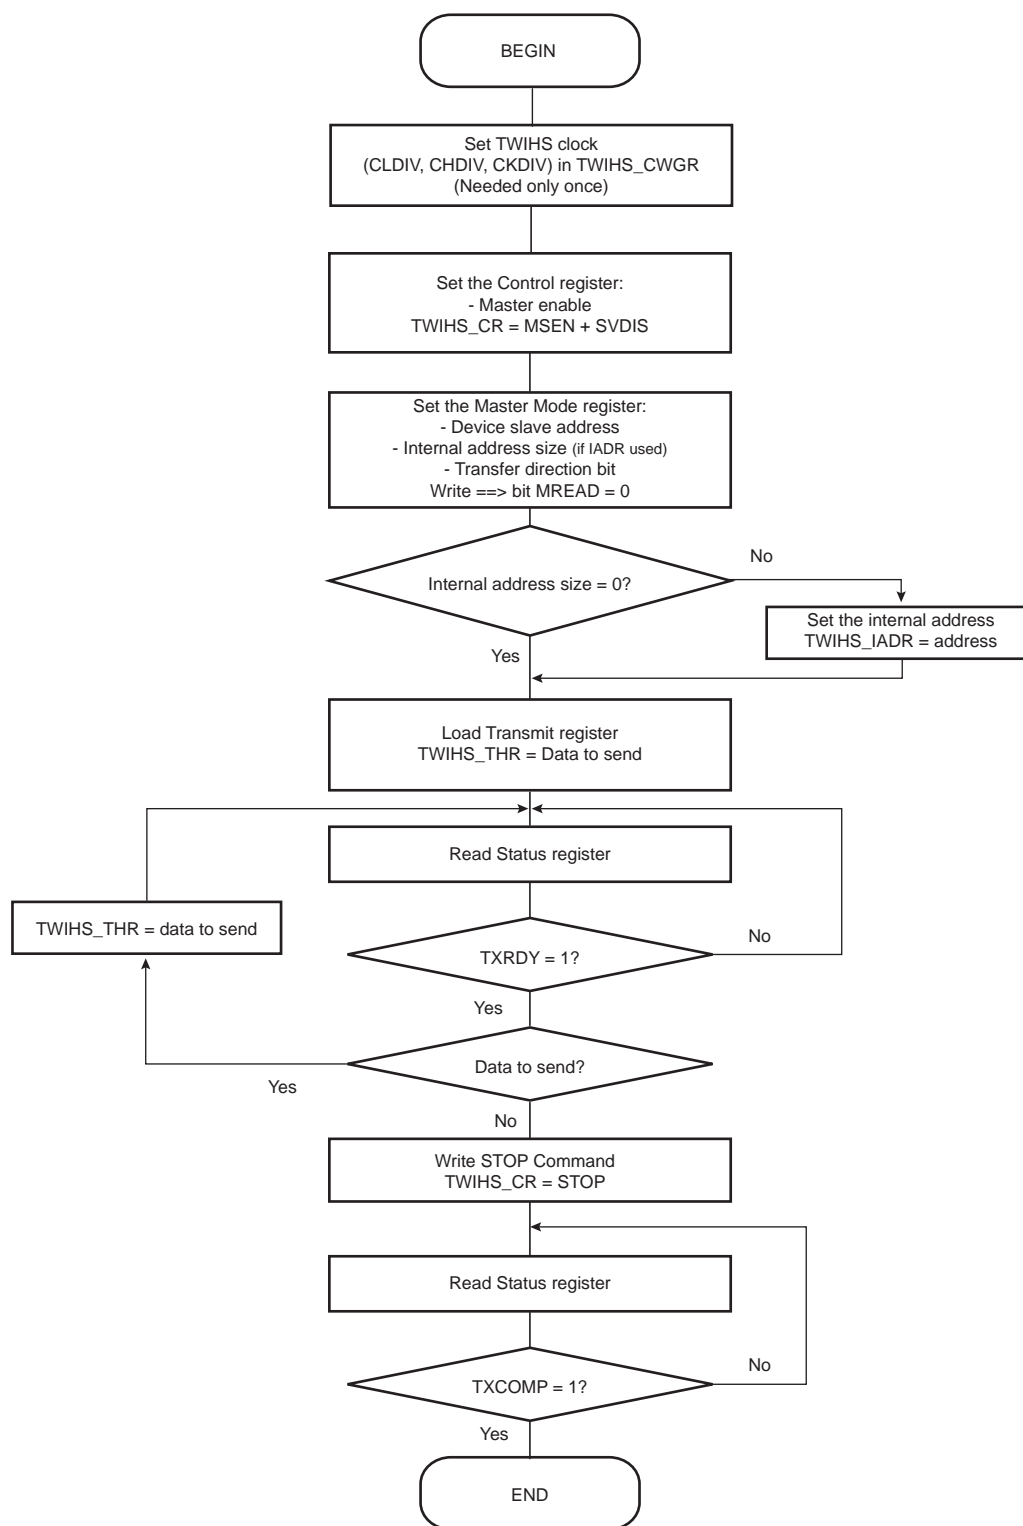 BEGIN
Set TWIHS clock
(CLDIV, CHDIV, CKDIV) in TWIHS_CWGR
(Needed only once)
Set the Control register:
- Master enable
TWIHS_CR = MSEN + SVDIS
Set the Master Mode register:
- Device slave address
- Internal address size (if IADR used)
- Transfer direction bit
Write ==> bit MREAD = 0
No
Internal address size = 0?
Set the internal address
TWIHS_IADR = address
Yes
Load Transmit register
TWIHS_THR = Data to send
Read Status register
TWIHS_THR = data to send
No
TXRDY = 1?
Yes
Data to send?
Yes
No
Write STOP Command
TWIHS_CR = STOP
Read Status register
No
TXCOMP = 1?
Yes
END